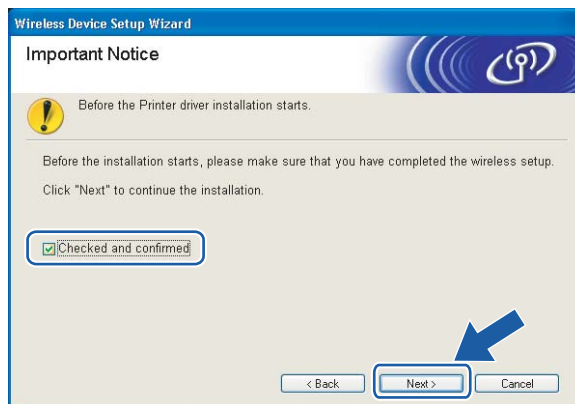 Wireless Device Setup Wizard
Important Notice
Before the Printer driver installation starts.
Before the installation starts, please make sure that you have completed the wireless setup.
Click "Next" to continue the installation.
Checked and confirmed
< Back
Next >
Cancel